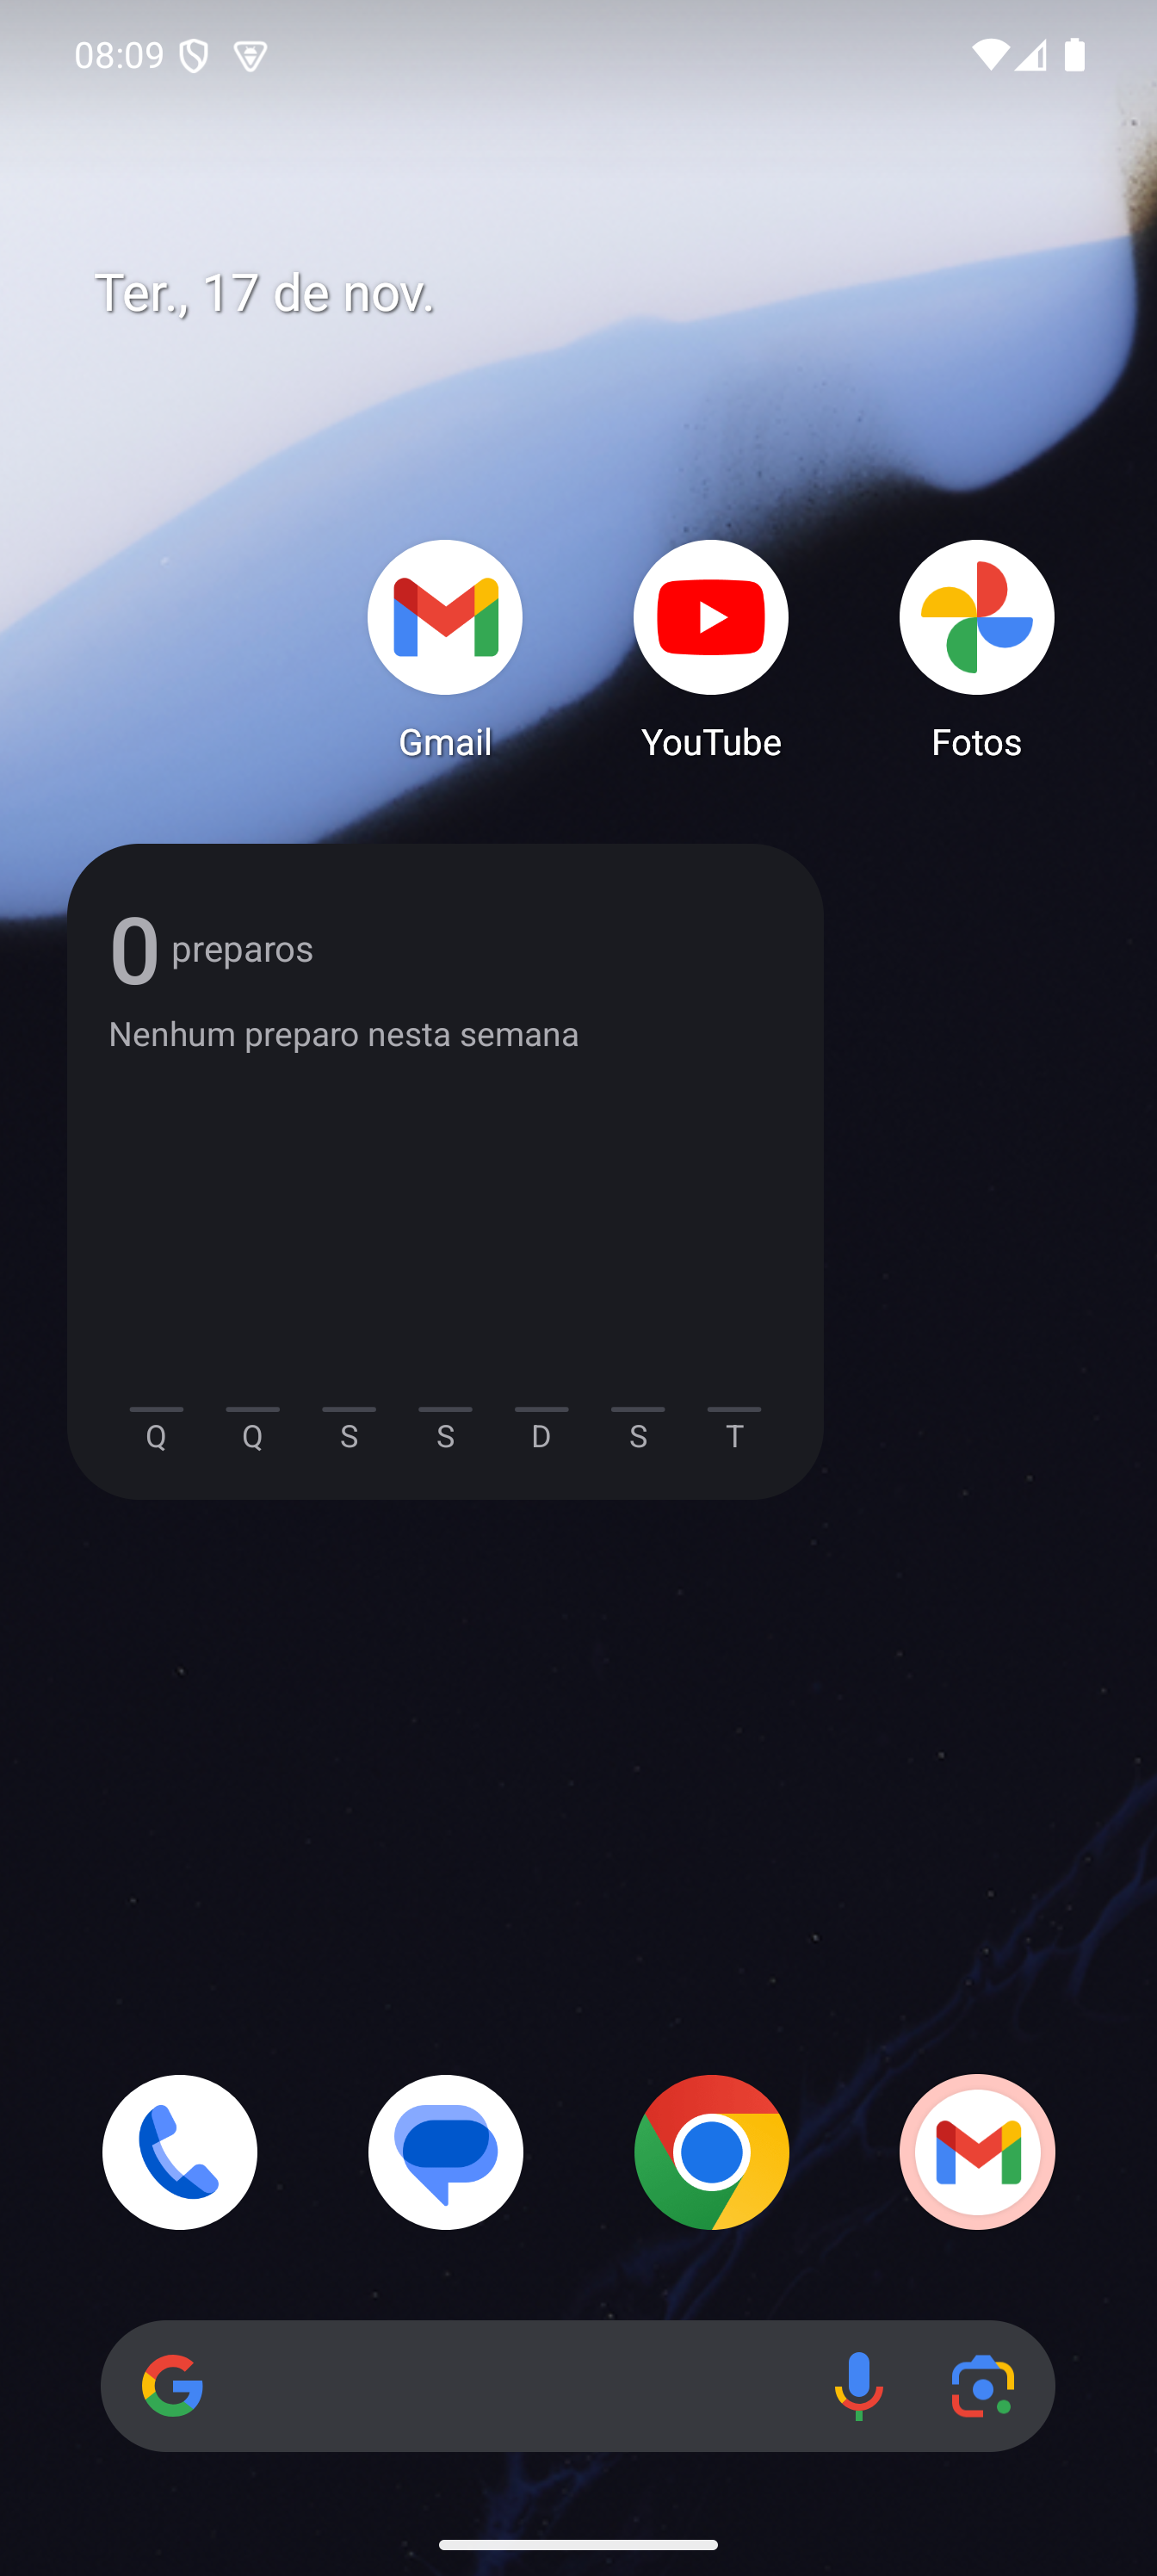 08:09
Ter., 17 de nov.
Gmail
YouTube
Fotos
0 preparos
Nenhum preparo nesta semana
Q Q S S D S T